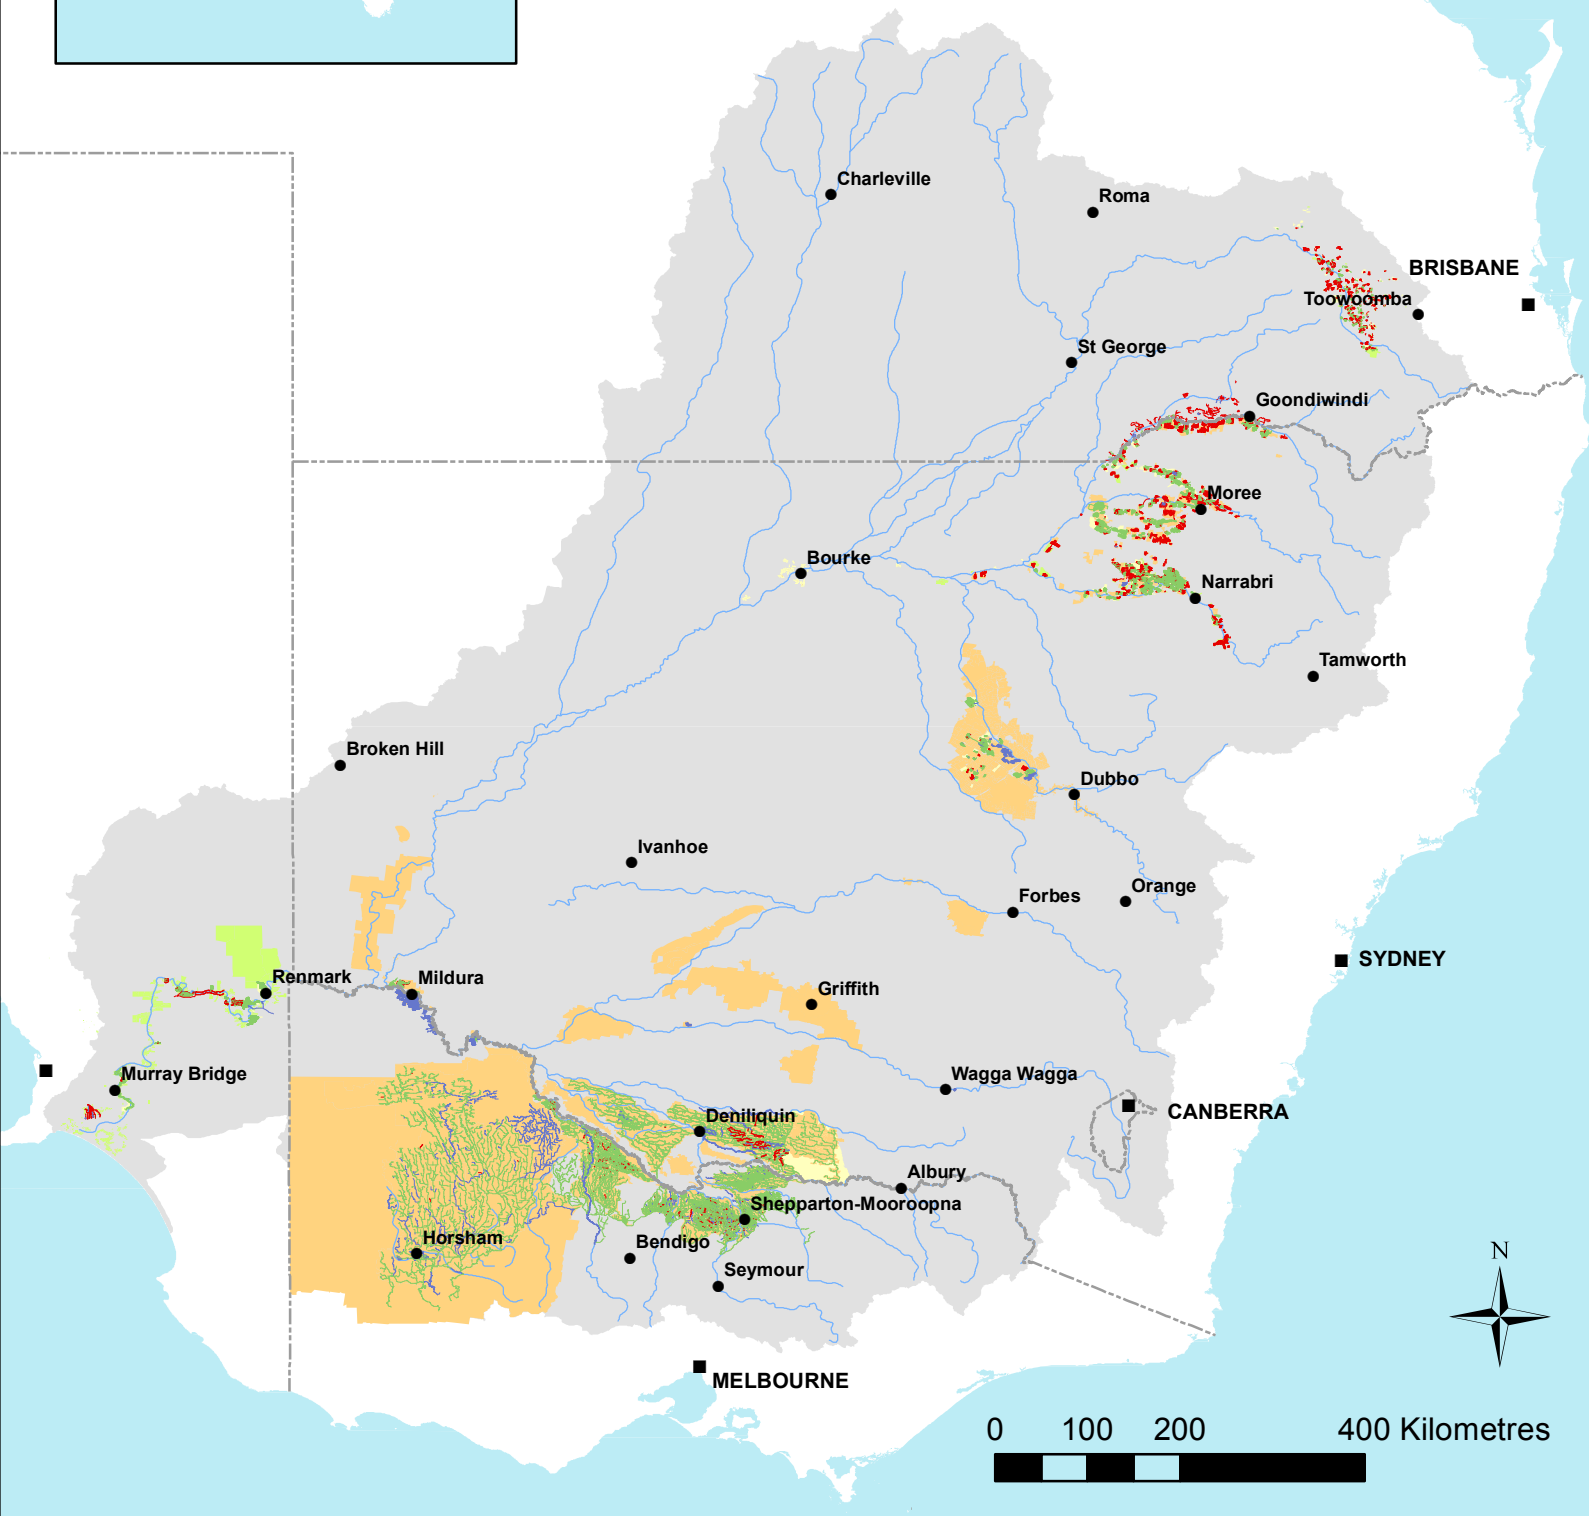 Charleville
Roma
BRISBANE
Toowoomba
St George
Goondiwindi
Moree
Bourke
Narrabri
Tamworth
Broken Hill
Dubbo
Ivanhoe
Orange
Forbes
SYDNEY
Renmark
Mildura
Griffith
Murray Bridge
Wagga Wagga
CANBERRA
Deniliquin
Albury
Shepparton-Mooroopna
Horsham
Bendigo
Seymour
N
MELBOURNE
0 100 200 400 Kilometres